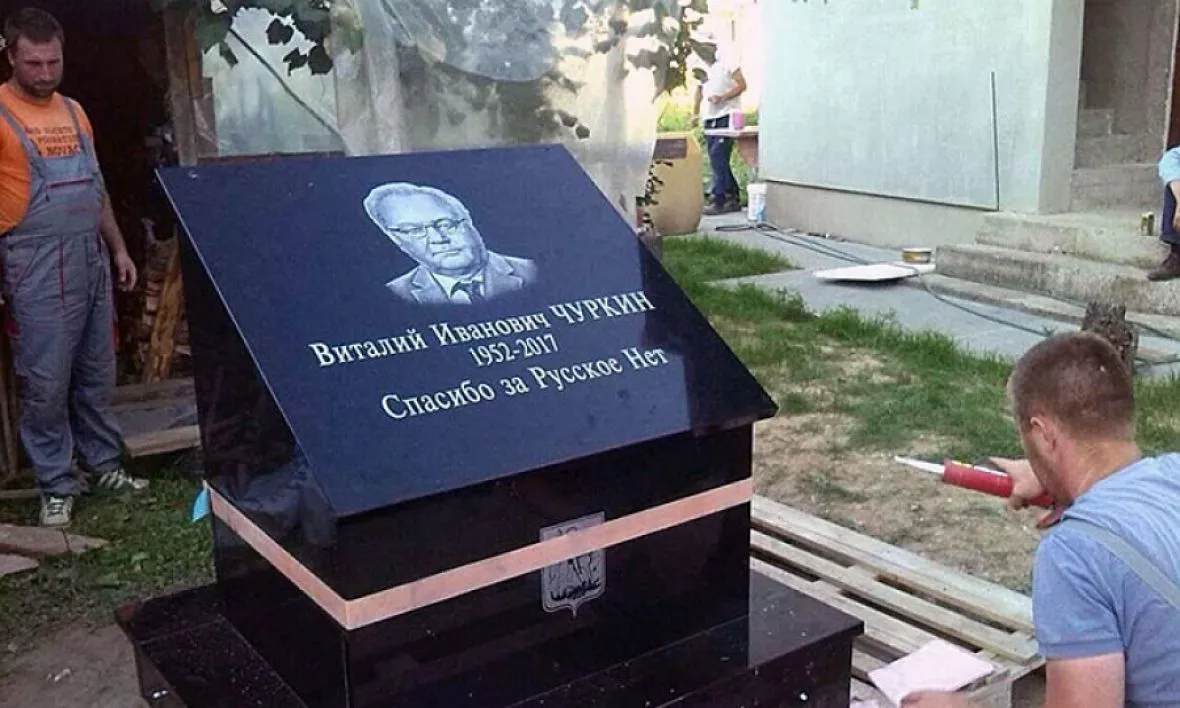 Виталий Иванович ЧУРКИН
1952-2017
Спасибо за Русское Нет